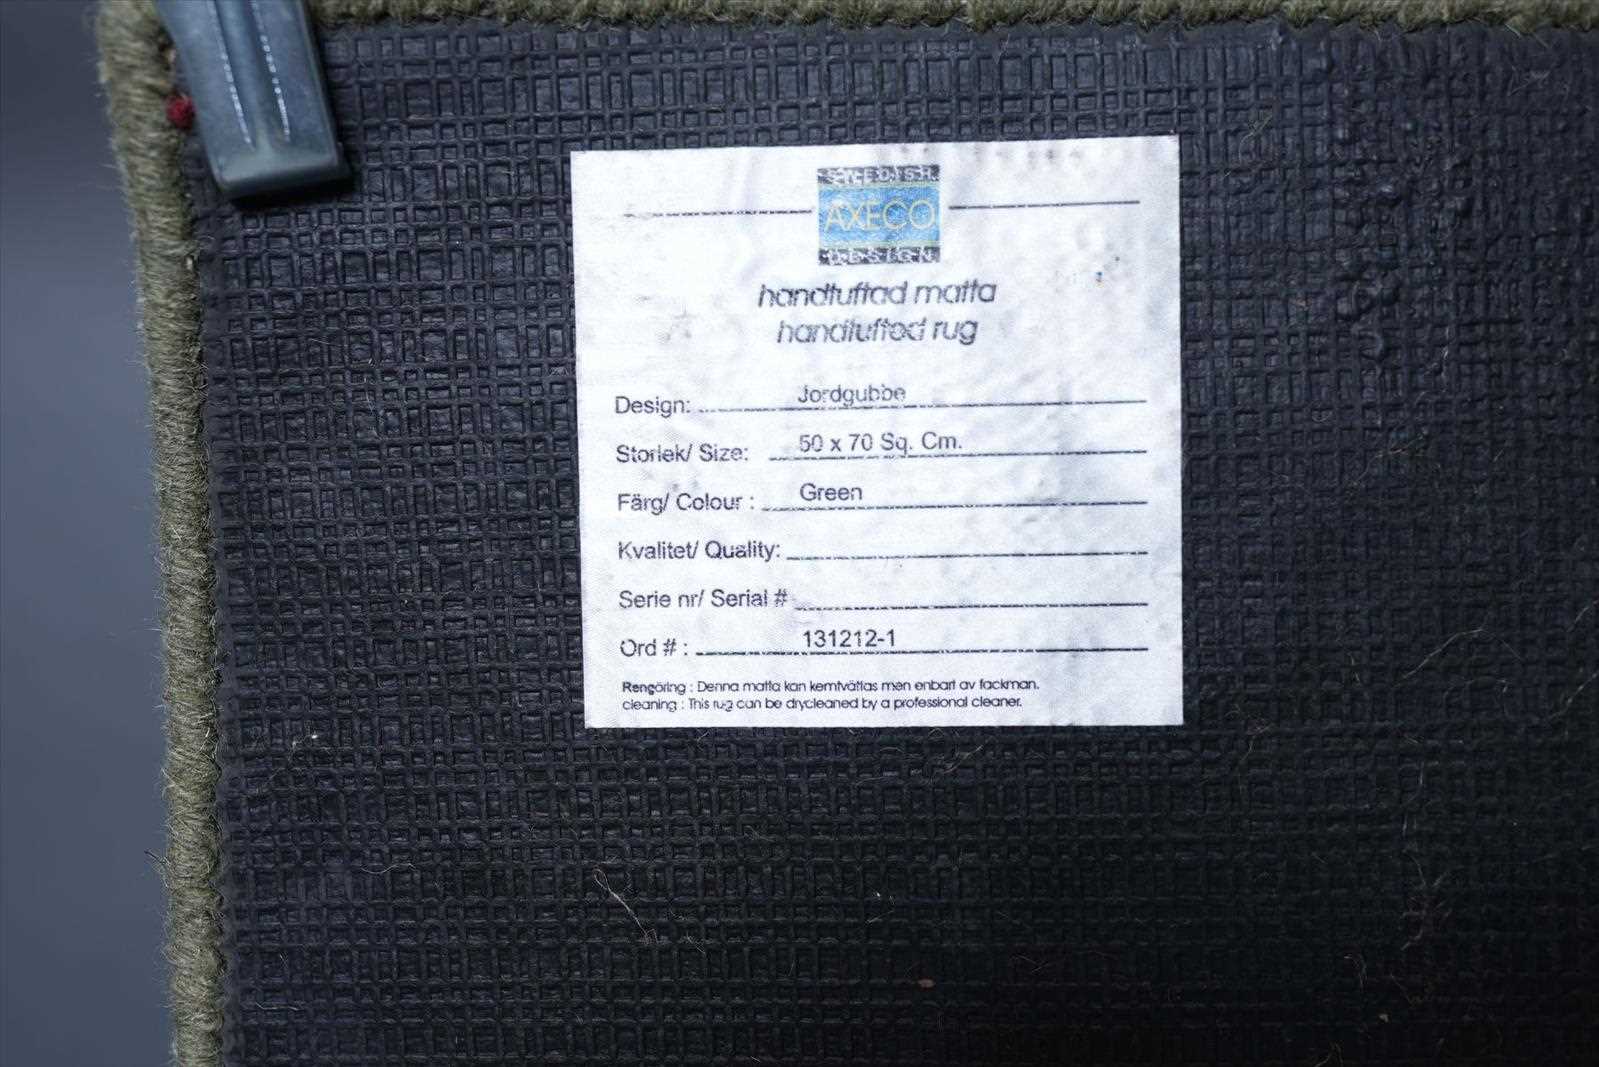 SWEDISH
AXECO
DESIGN
handtuftad matta
handtufted rug
Design: Jordgubbe
Storlek/ Size: 50 x 70 Sq. Cm.
Färg/ Colour : Green
Kvalitet/ Quality:
Serie nr/ Serial #
Ord # : 131212-1
Rengöring : Denna matta kan kemtvättas men enbart av fackman.
cleaning : This rug can be drycleaned by a professional cleaner.